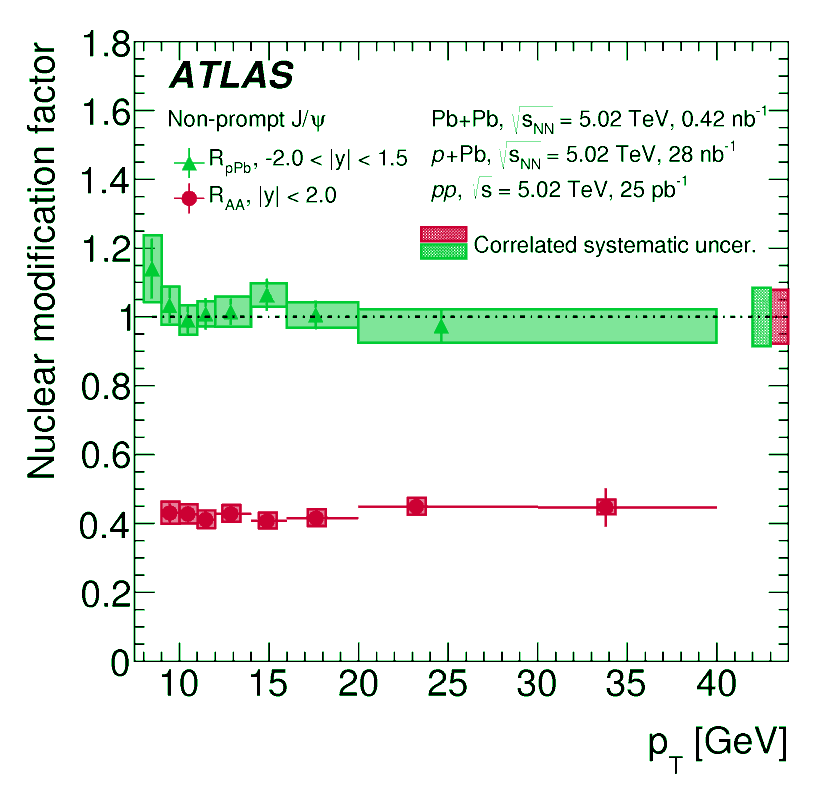 Nuclear modification factor
1.8
1.6
1.4
1.2
1
0.8
0.6
0.4
0.2
0
ATLAS
Non-prompt J/ψ
R_pPb, -2.0 < |y| < 1.5
R_AA, |y| < 2.0
Pb+Pb, √s_NN = 5.02 TeV, 0.42 nb⁻¹
p+Pb, √s_NN = 5.02 TeV, 28 nb⁻¹
pp, √s = 5.02 TeV, 25 pb⁻¹
Correlated systematic uncer.
10 15 20 25 30 35 40
p_T [GeV]